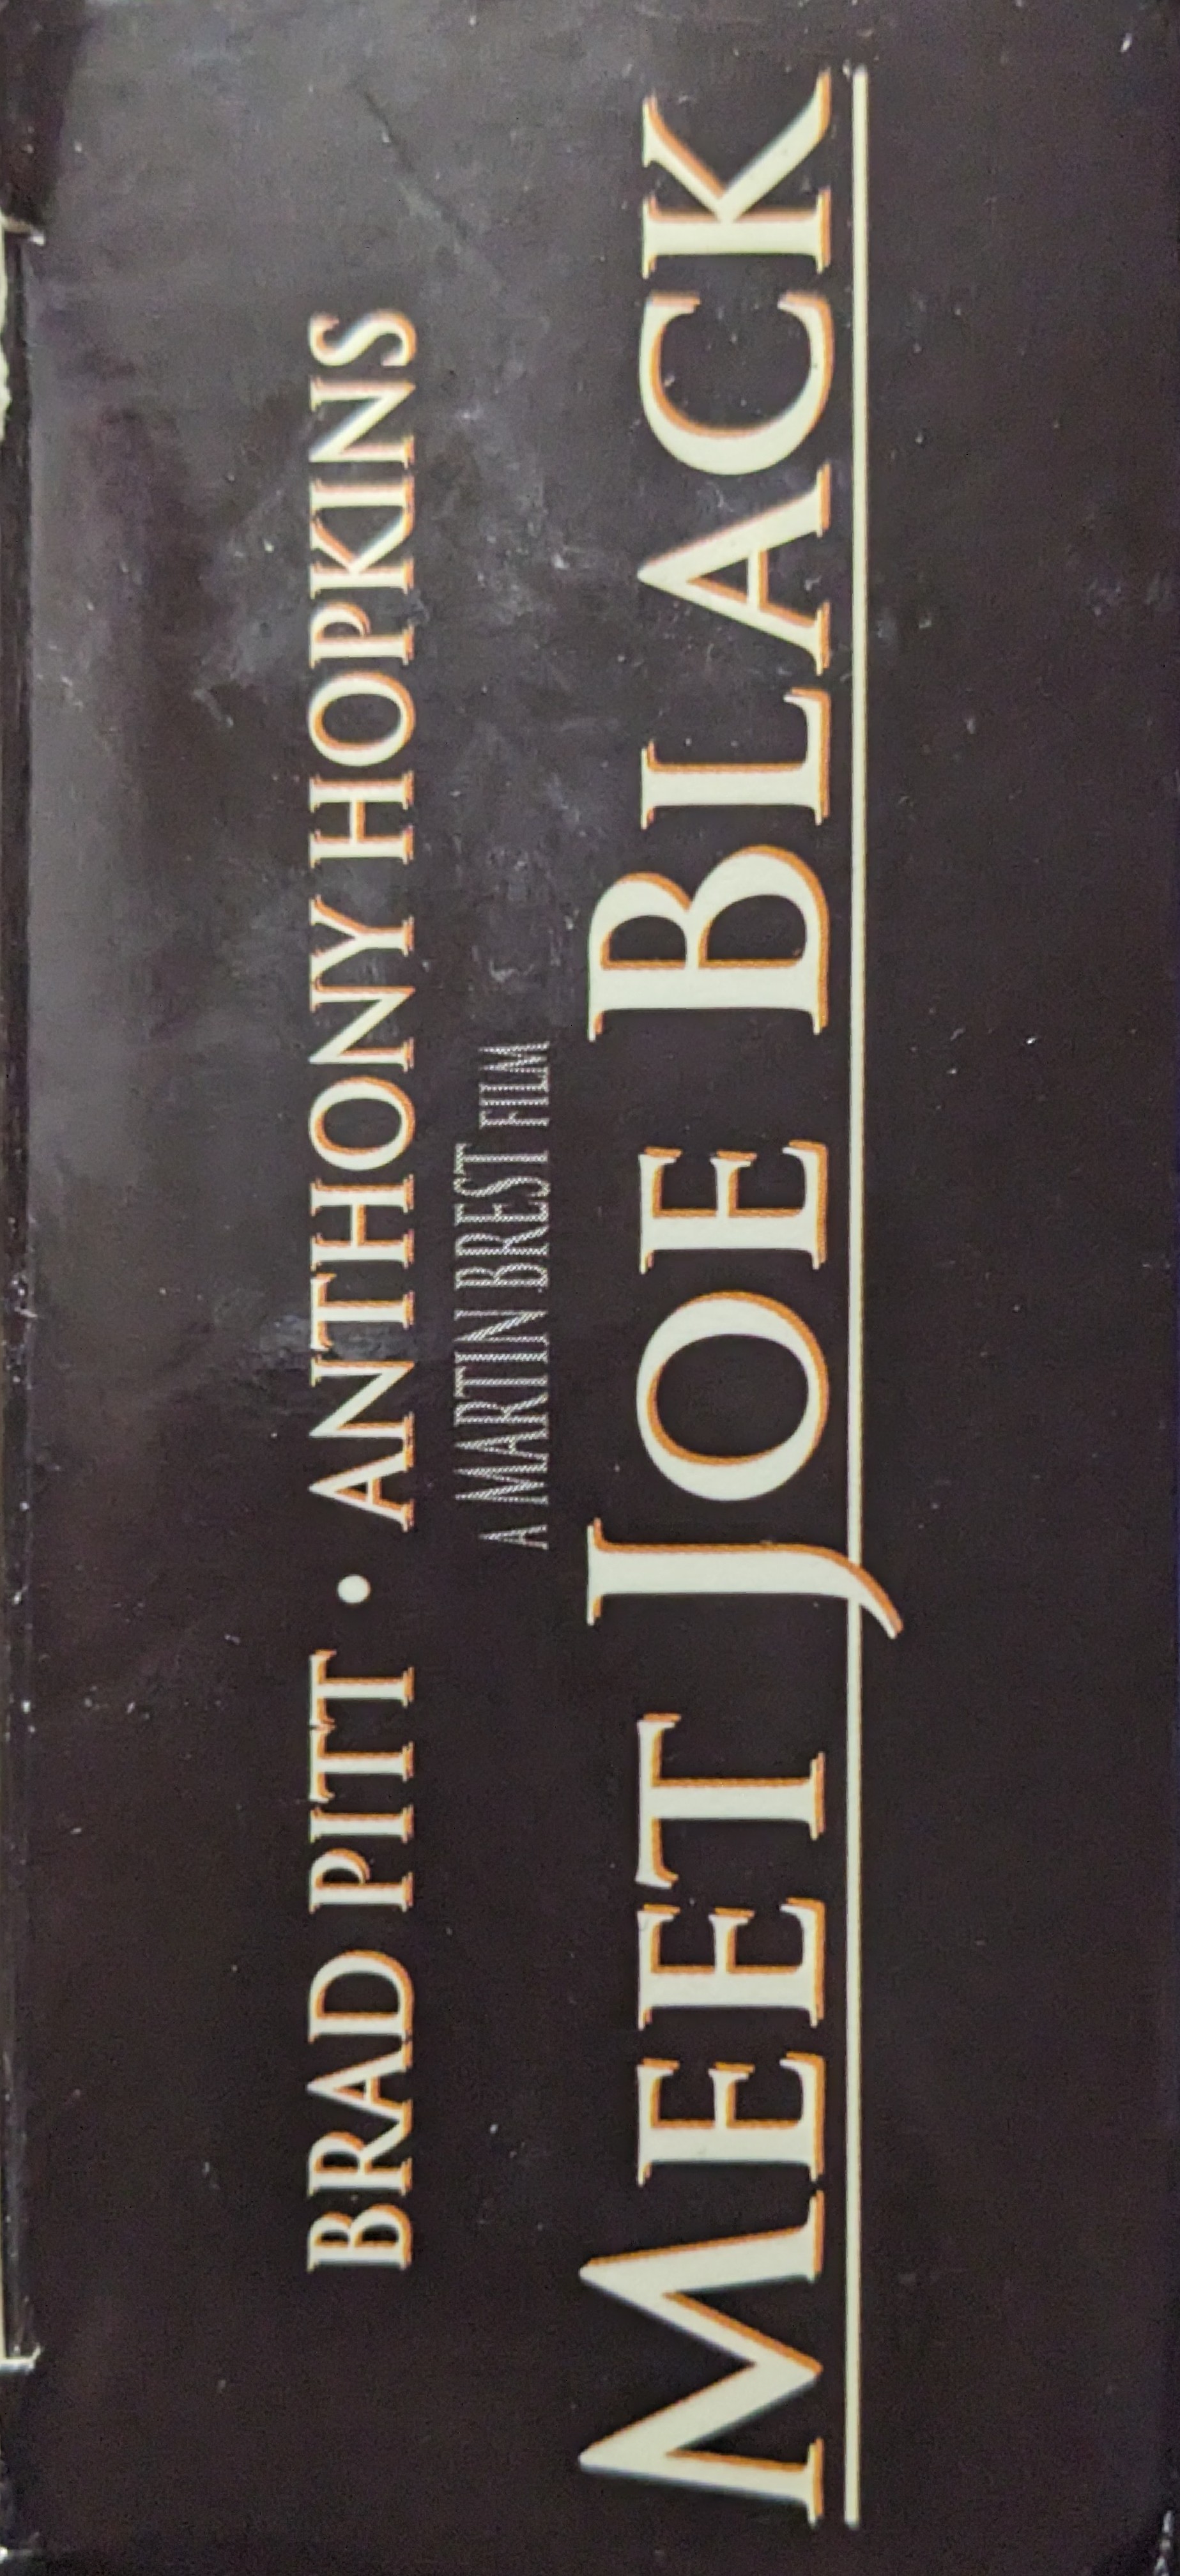 BRAD PITT • ANTHONY HOPKINS
A MARTIN BREST FILM
MEET JOE BLACK